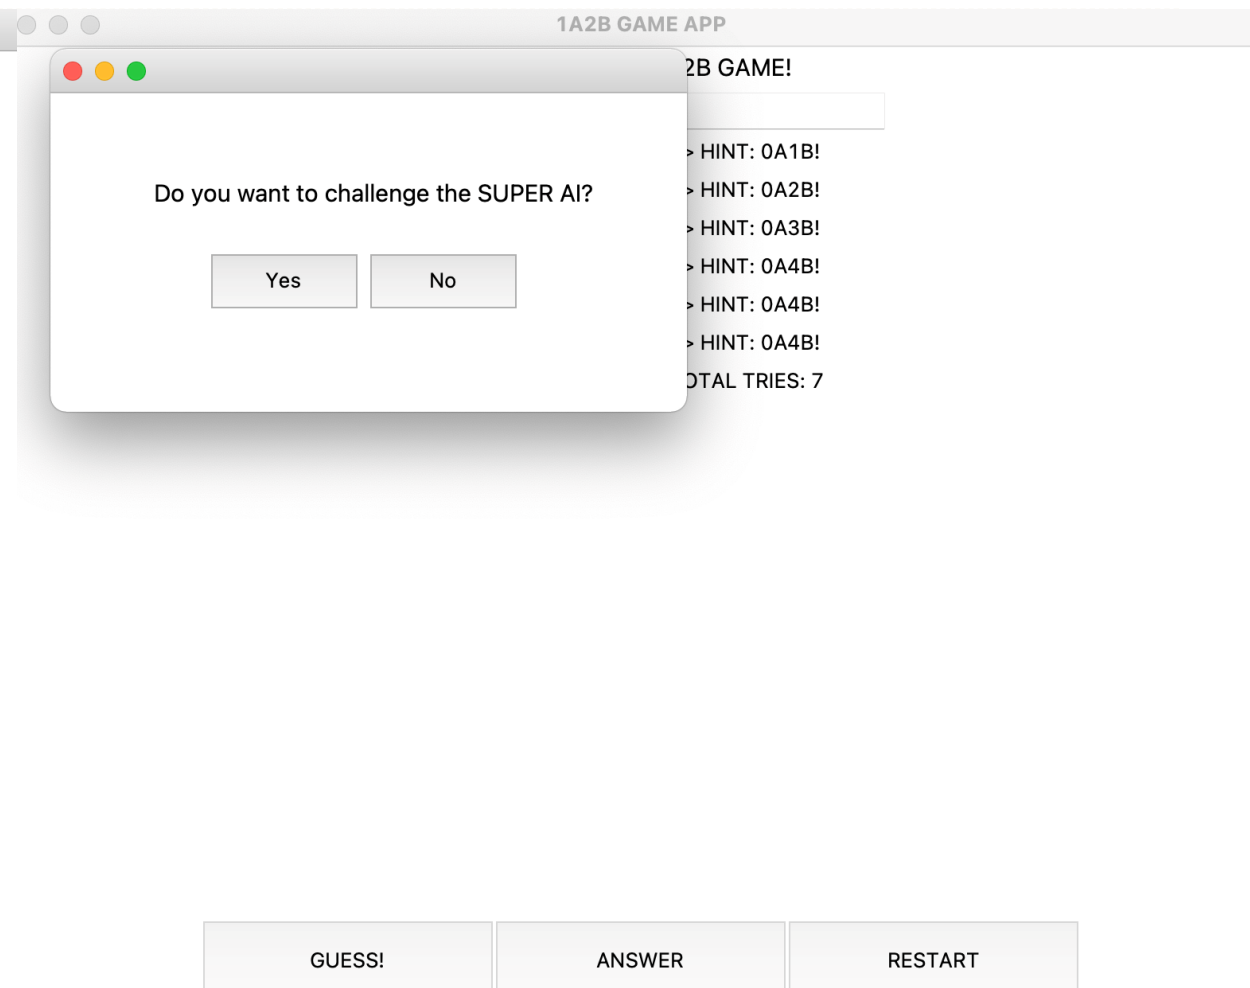 1A2B GAME APP
2B GAME!
> HINT: 0A1B!
> HINT: 0A2B!
> HINT: 0A3B!
> HINT: 0A4B!
> HINT: 0A4B!
> HINT: 0A4B!
OTAL TRIES: 7
Do you want to challenge the SUPER AI?
Yes No
GUESS! ANSWER RESTART